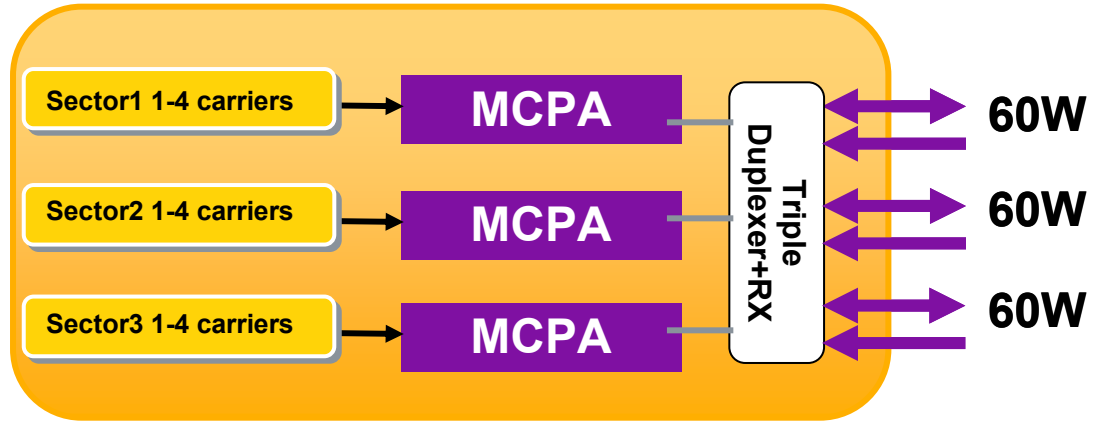 Sector1 1-4 carriers
MCPA
60W
Sector2 1-4 carriers
MCPA
Triple
Duplexer+RX
60W
Sector3 1-4 carriers
MCPA
60W